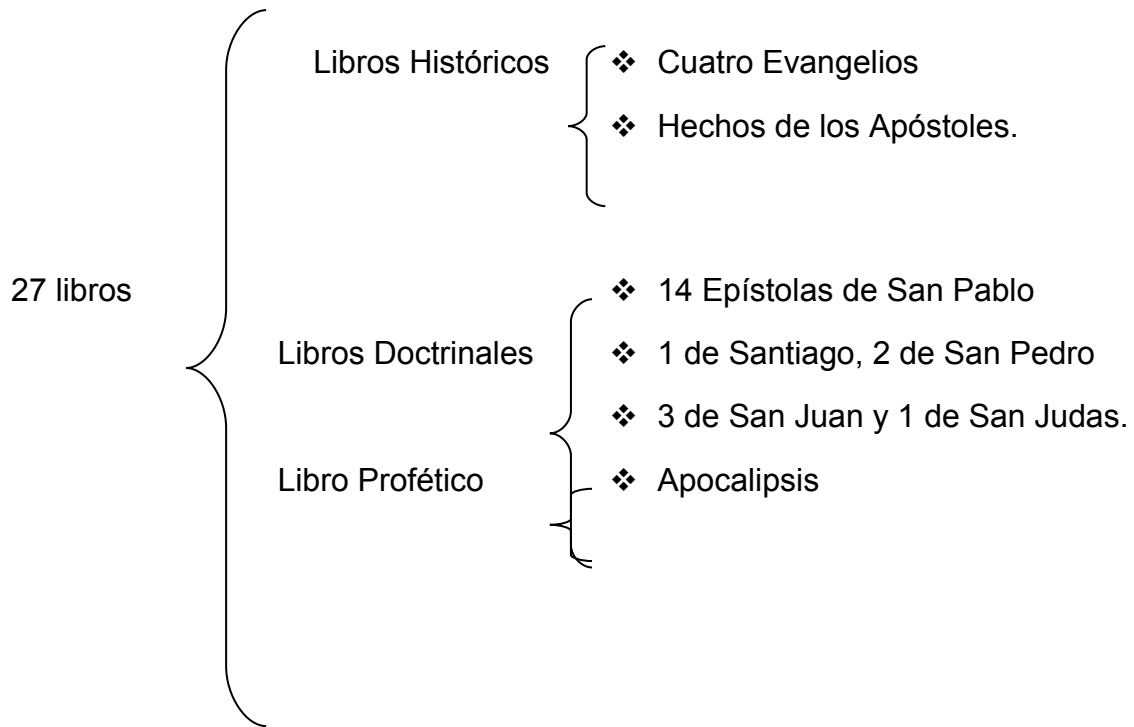 Libros Históricos ❖ Cuatro Evangelios
❖ Hechos de los Apóstoles.
27 libros
❖ 14 Epístolas de San Pablo
Libros Doctrinales ❖ 1 de Santiago, 2 de San Pedro
❖ 3 de San Juan y 1 de San Judas.
Libro Profético ❖ Apocalipsis